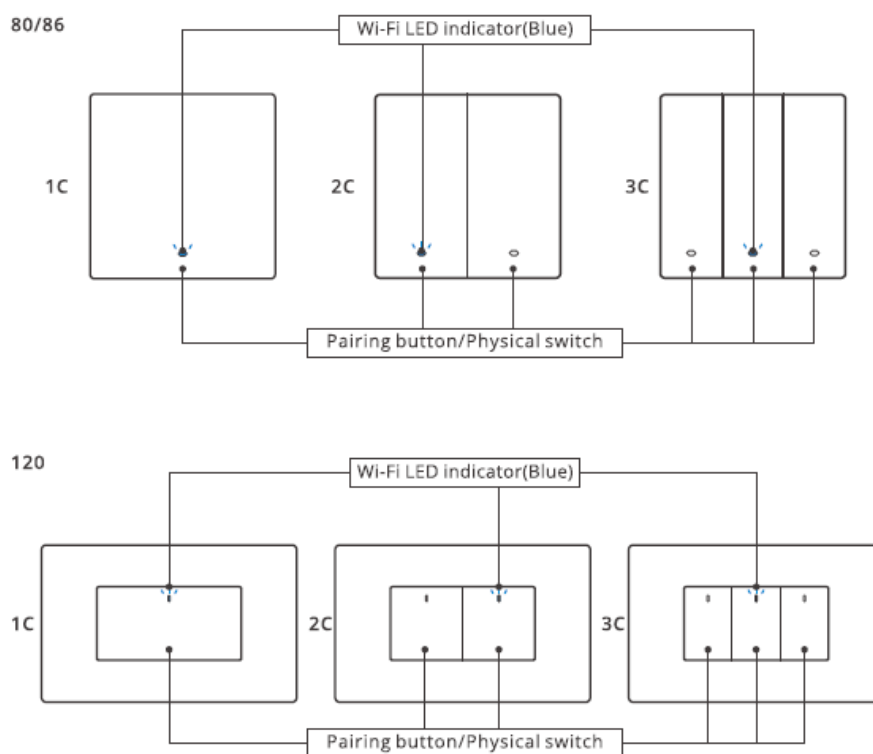 80/86
Wi-Fi LED indicator(Blue)
1C
2C
3C
Pairing button/Physical switch
120
Wi-Fi LED indicator(Blue)
1C
2C
3C
Pairing button/Physical switch